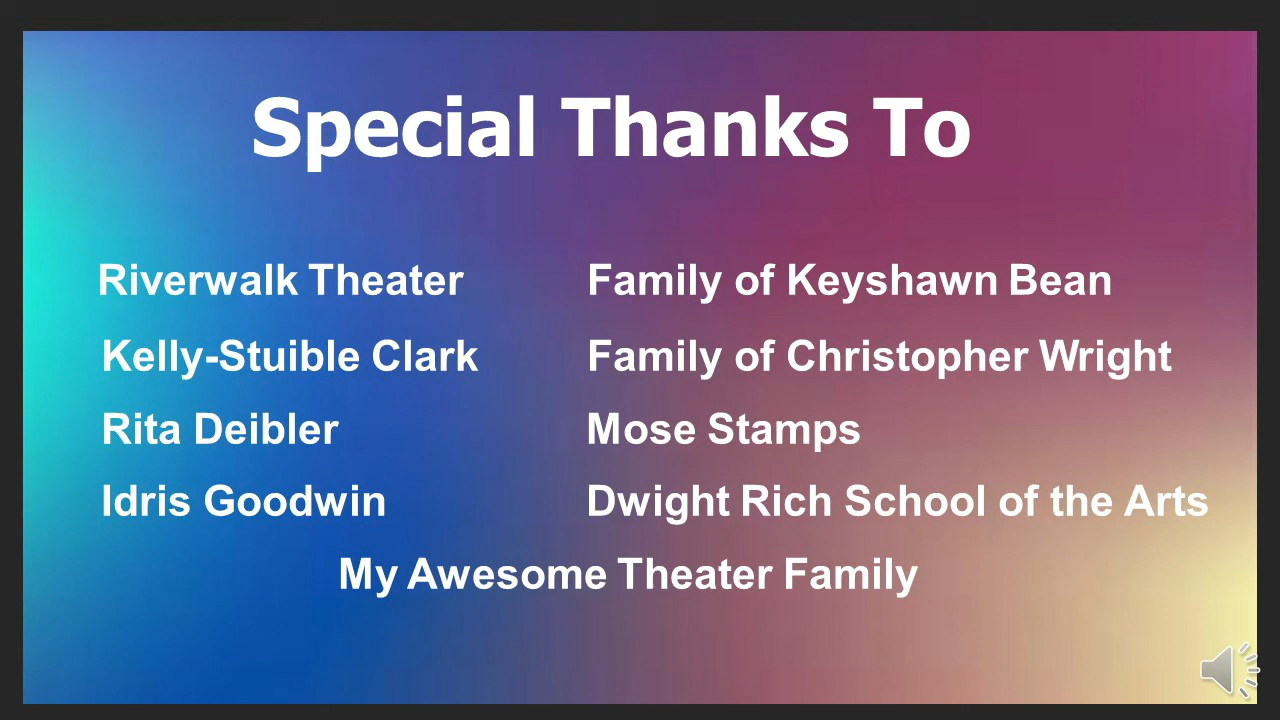 Special Thanks To
Riverwalk Theater
Family of Keyshawn Bean
Kelly-Stuible Clark
Family of Christopher Wright
Rita Deibler
Mose Stamps
Idris Goodwin
Dwight Rich School of the Arts
My Awesome Theater Family